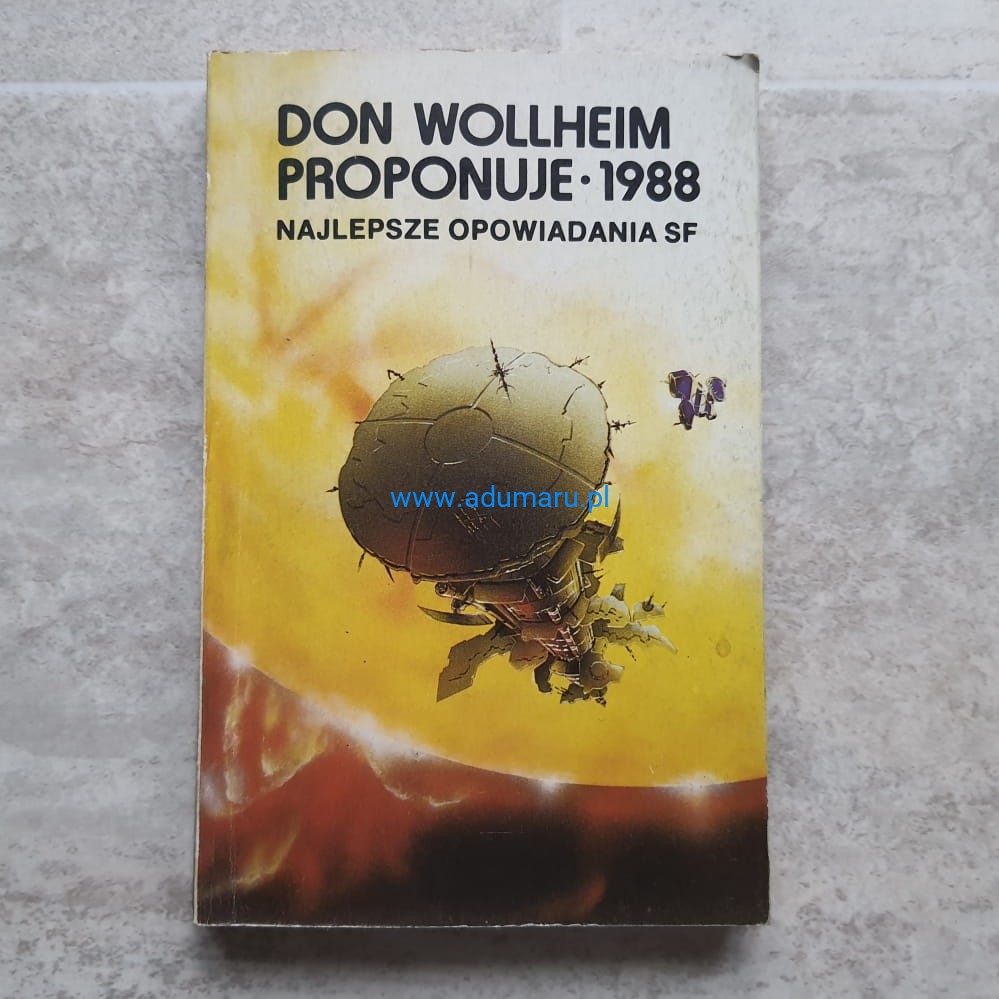 DON WOLLHEIM
PROPONUJE • 1988
NAJLEPSZE OPOWIADANIA SF
www.adumaru.pl